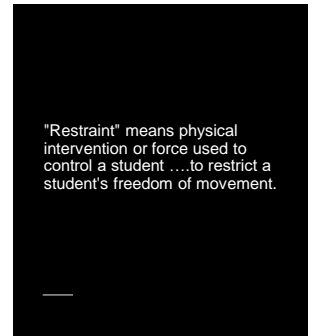 "Restraint" means physical
intervention or force used to
control a student ….to restrict a
student's freedom of movement.